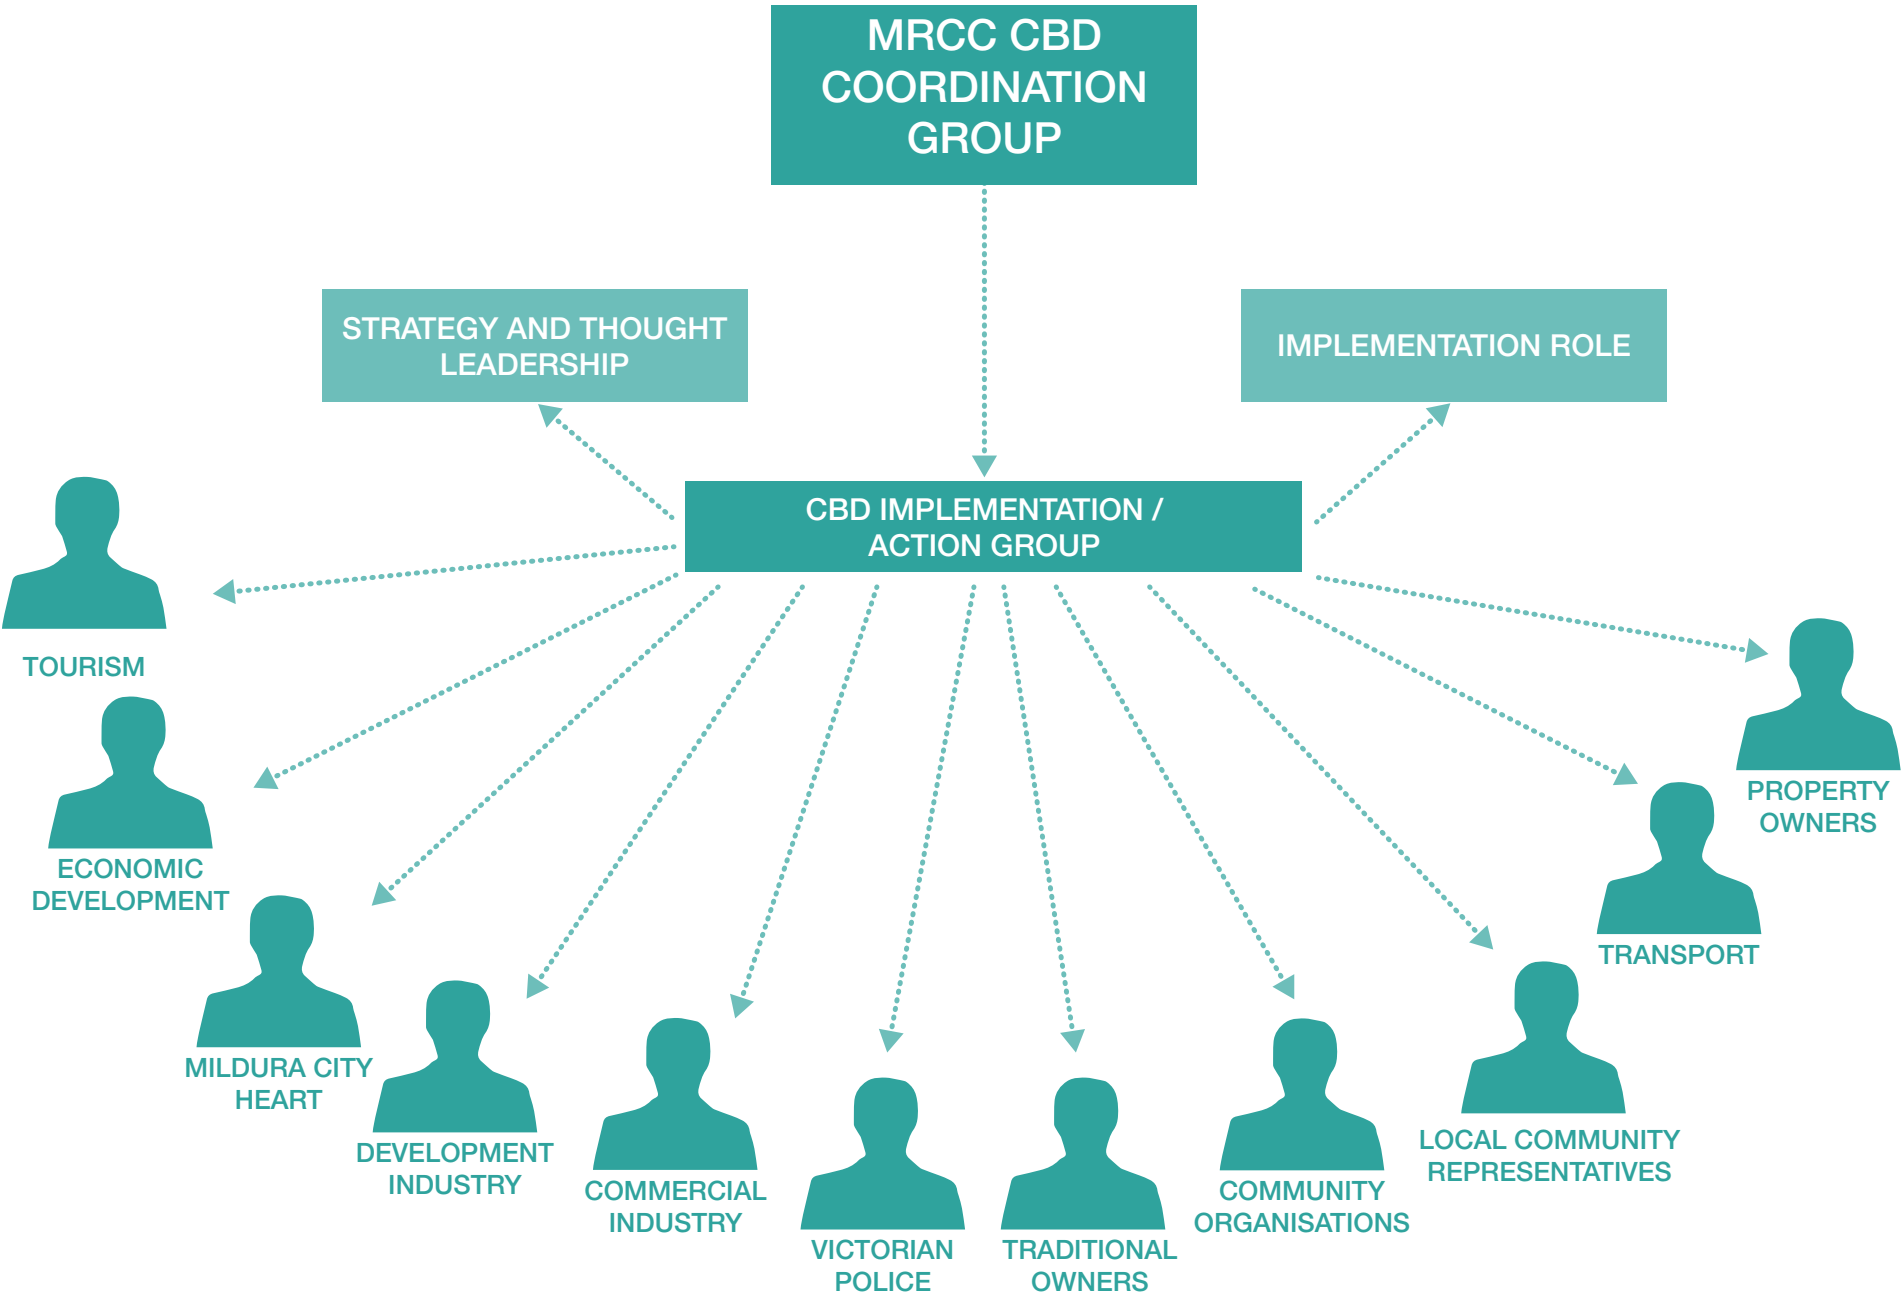 MRCC CBD
COORDINATION
GROUP
STRATEGY AND THOUGHT
LEADERSHIP
IMPLEMENTATION ROLE
CBD IMPLEMENTATION /
ACTION GROUP
TOURISM
ECONOMIC
DEVELOPMENT
MILDURA CITY
HEART
DEVELOPMENT
INDUSTRY
COMMERCIAL
INDUSTRY
VICTORIAN
POLICE
TRADITIONAL
OWNERS
COMMUNITY
ORGANISATIONS
LOCAL COMMUNITY
REPRESENTATIVES
TRANSPORT
PROPERTY
OWNERS